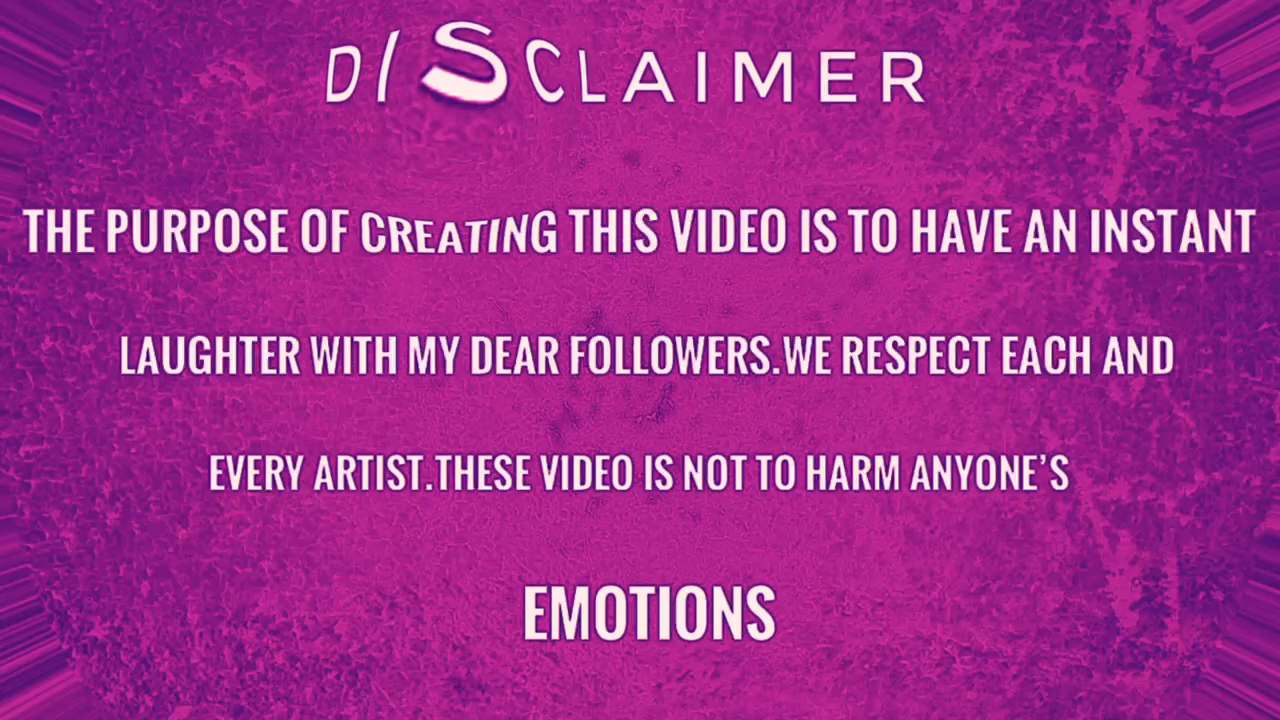 DISCLAIMER
THE PURPOSE OF CREATING THIS VIDEO IS TO HAVE AN INSTANT
LAUGHTER WITH MY DEAR FOLLOWERS.WE RESPECT EACH AND
EVERY ARTIST.THESE VIDEO IS NOT TO HARM ANYONE’S
EMOTIONS